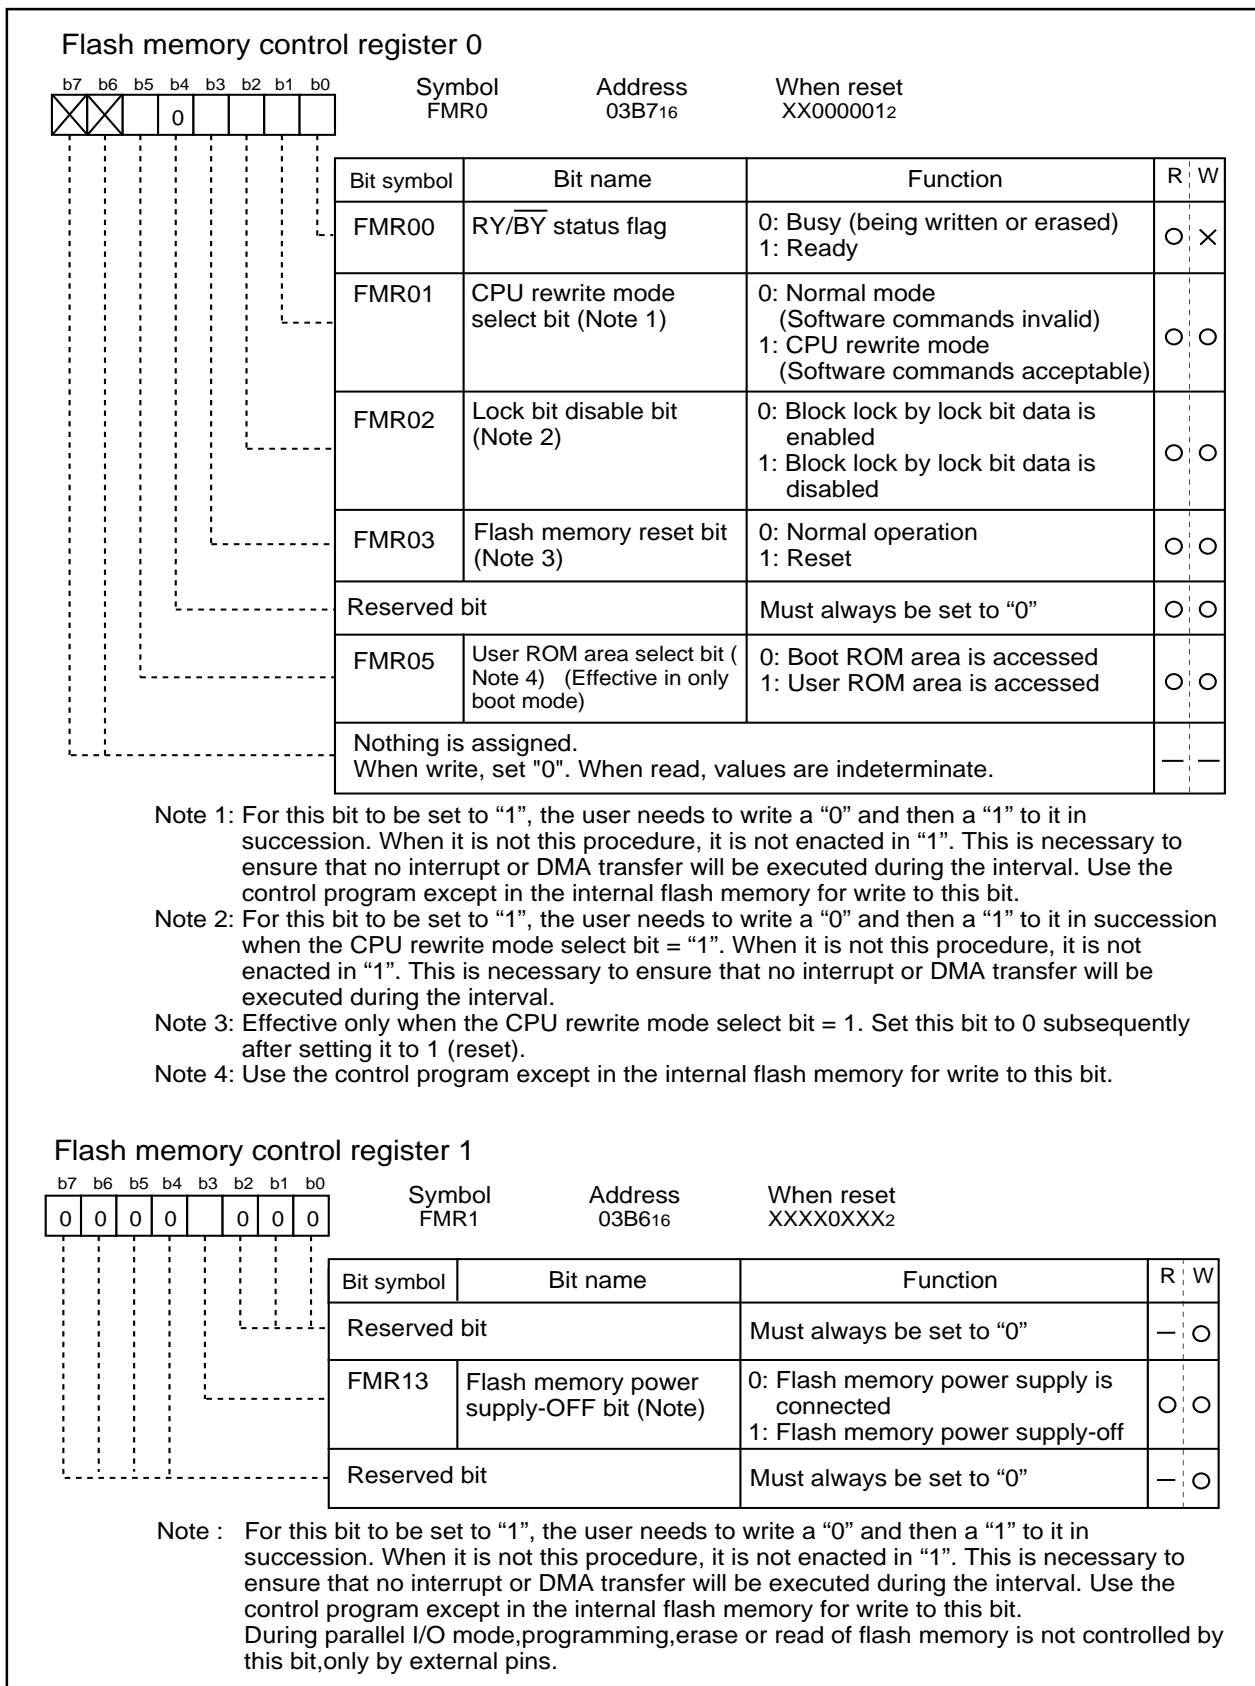 Flash memory control register 0
b7 b6 b5 b4 b3 b2 b1 b0
0
Symbol Address When reset
FMR0 03B716 XX0000012
Bit symbol Bit name Function R W
FMR00 RY/BY status flag 0: Busy (being written or erased)
1: Ready
FMR01 CPU rewrite mode 0: Normal mode
select bit (Note 1) (Software commands invalid)
1: CPU rewrite mode
(Software commands acceptable)
FMR02 Lock bit disable bit 0: Block lock by lock bit data is
(Note 2) enabled
1: Block lock by lock bit data is
disabled
FMR03 Flash memory reset bit 0: Normal operation
(Note 3) 1: Reset
Reserved bit Must always be set to “0”
FMR05 User ROM area select bit ( 0: Boot ROM area is accessed
Note 4) (Effective in only 1: User ROM area is accessed
boot mode)
Nothing is assigned.
When write, set "0". When read, values are indeterminate.
Note 1: For this bit to be set to “1”, the user needs to write a “0” and then a “1” to it in
succession. When it is not this procedure, it is not enacted in “1”. This is necessary to
ensure that no interrupt or DMA transfer will be executed during the interval. Use the
control program except in the internal flash memory for write to this bit.
Note 2: For this bit to be set to “1”, the user needs to write a “0” and then a “1” to it in succession
when the CPU rewrite mode select bit = “1”. When it is not this procedure, it is not
enacted in “1”. This is necessary to ensure that no interrupt or DMA transfer will be
executed during the interval.
Note 3: Effective only when the CPU rewrite mode select bit = 1. Set this bit to 0 subsequently
after setting it to 1 (reset).
Note 4: Use the control program except in the internal flash memory for write to this bit.
Flash memory control register 1
b7 b6 b5 b4 b3 b2 b1 b0
0 0 0 0 0 0 0
Symbol Address When reset
FMR1 03B616 XXXX0XXX2
Bit symbol Bit name Function R W
Reserved bit Must always be set to “0”
FMR13 Flash memory power 0: Flash memory power supply is
supply-OFF bit (Note) connected
1: Flash memory power supply-off
Reserved bit Must always be set to “0”
Note : For this bit to be set to “1”, the user needs to write a “0” and then a “1” to it in
succession. When it is not this procedure, it is not enacted in “1”. This is necessary to
ensure that no interrupt or DMA transfer will be executed during the interval. Use the
control program except in the internal flash memory for write to this bit.
During parallel I/O mode,programming,erase or read of flash memory is not controlled by
this bit,only by external pins.